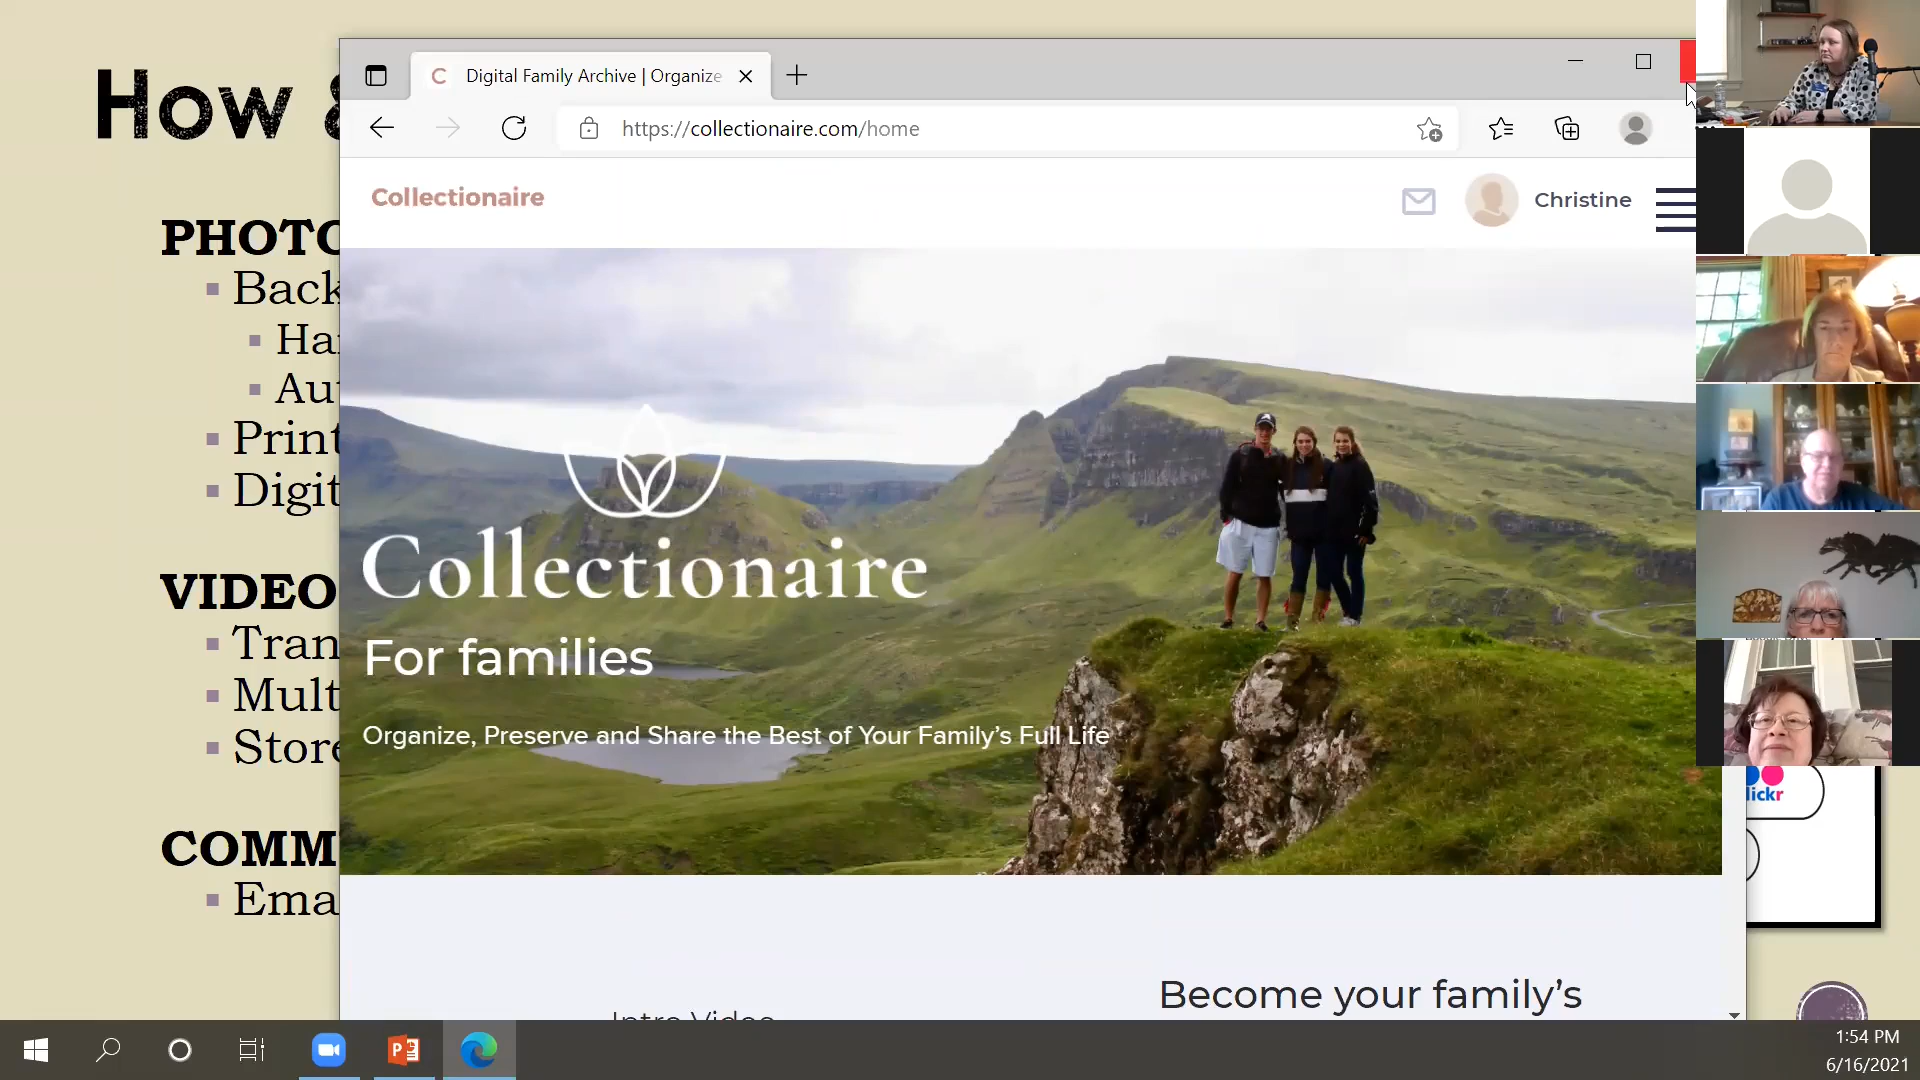 How &
PHOTO
Back
Ha
Au
Print
Digit
VIDEO
Tran
Mult
Store
COMM
Ema
Digital Family Archive | Organize
https://collectionaire.com/home
Collectionaire
Christine
Collectionaire
For families
Organize, Preserve and Share the Best of Your Family's Full Life
Intro Video
Become your family's
lickr
1:54 PM
6/16/2021